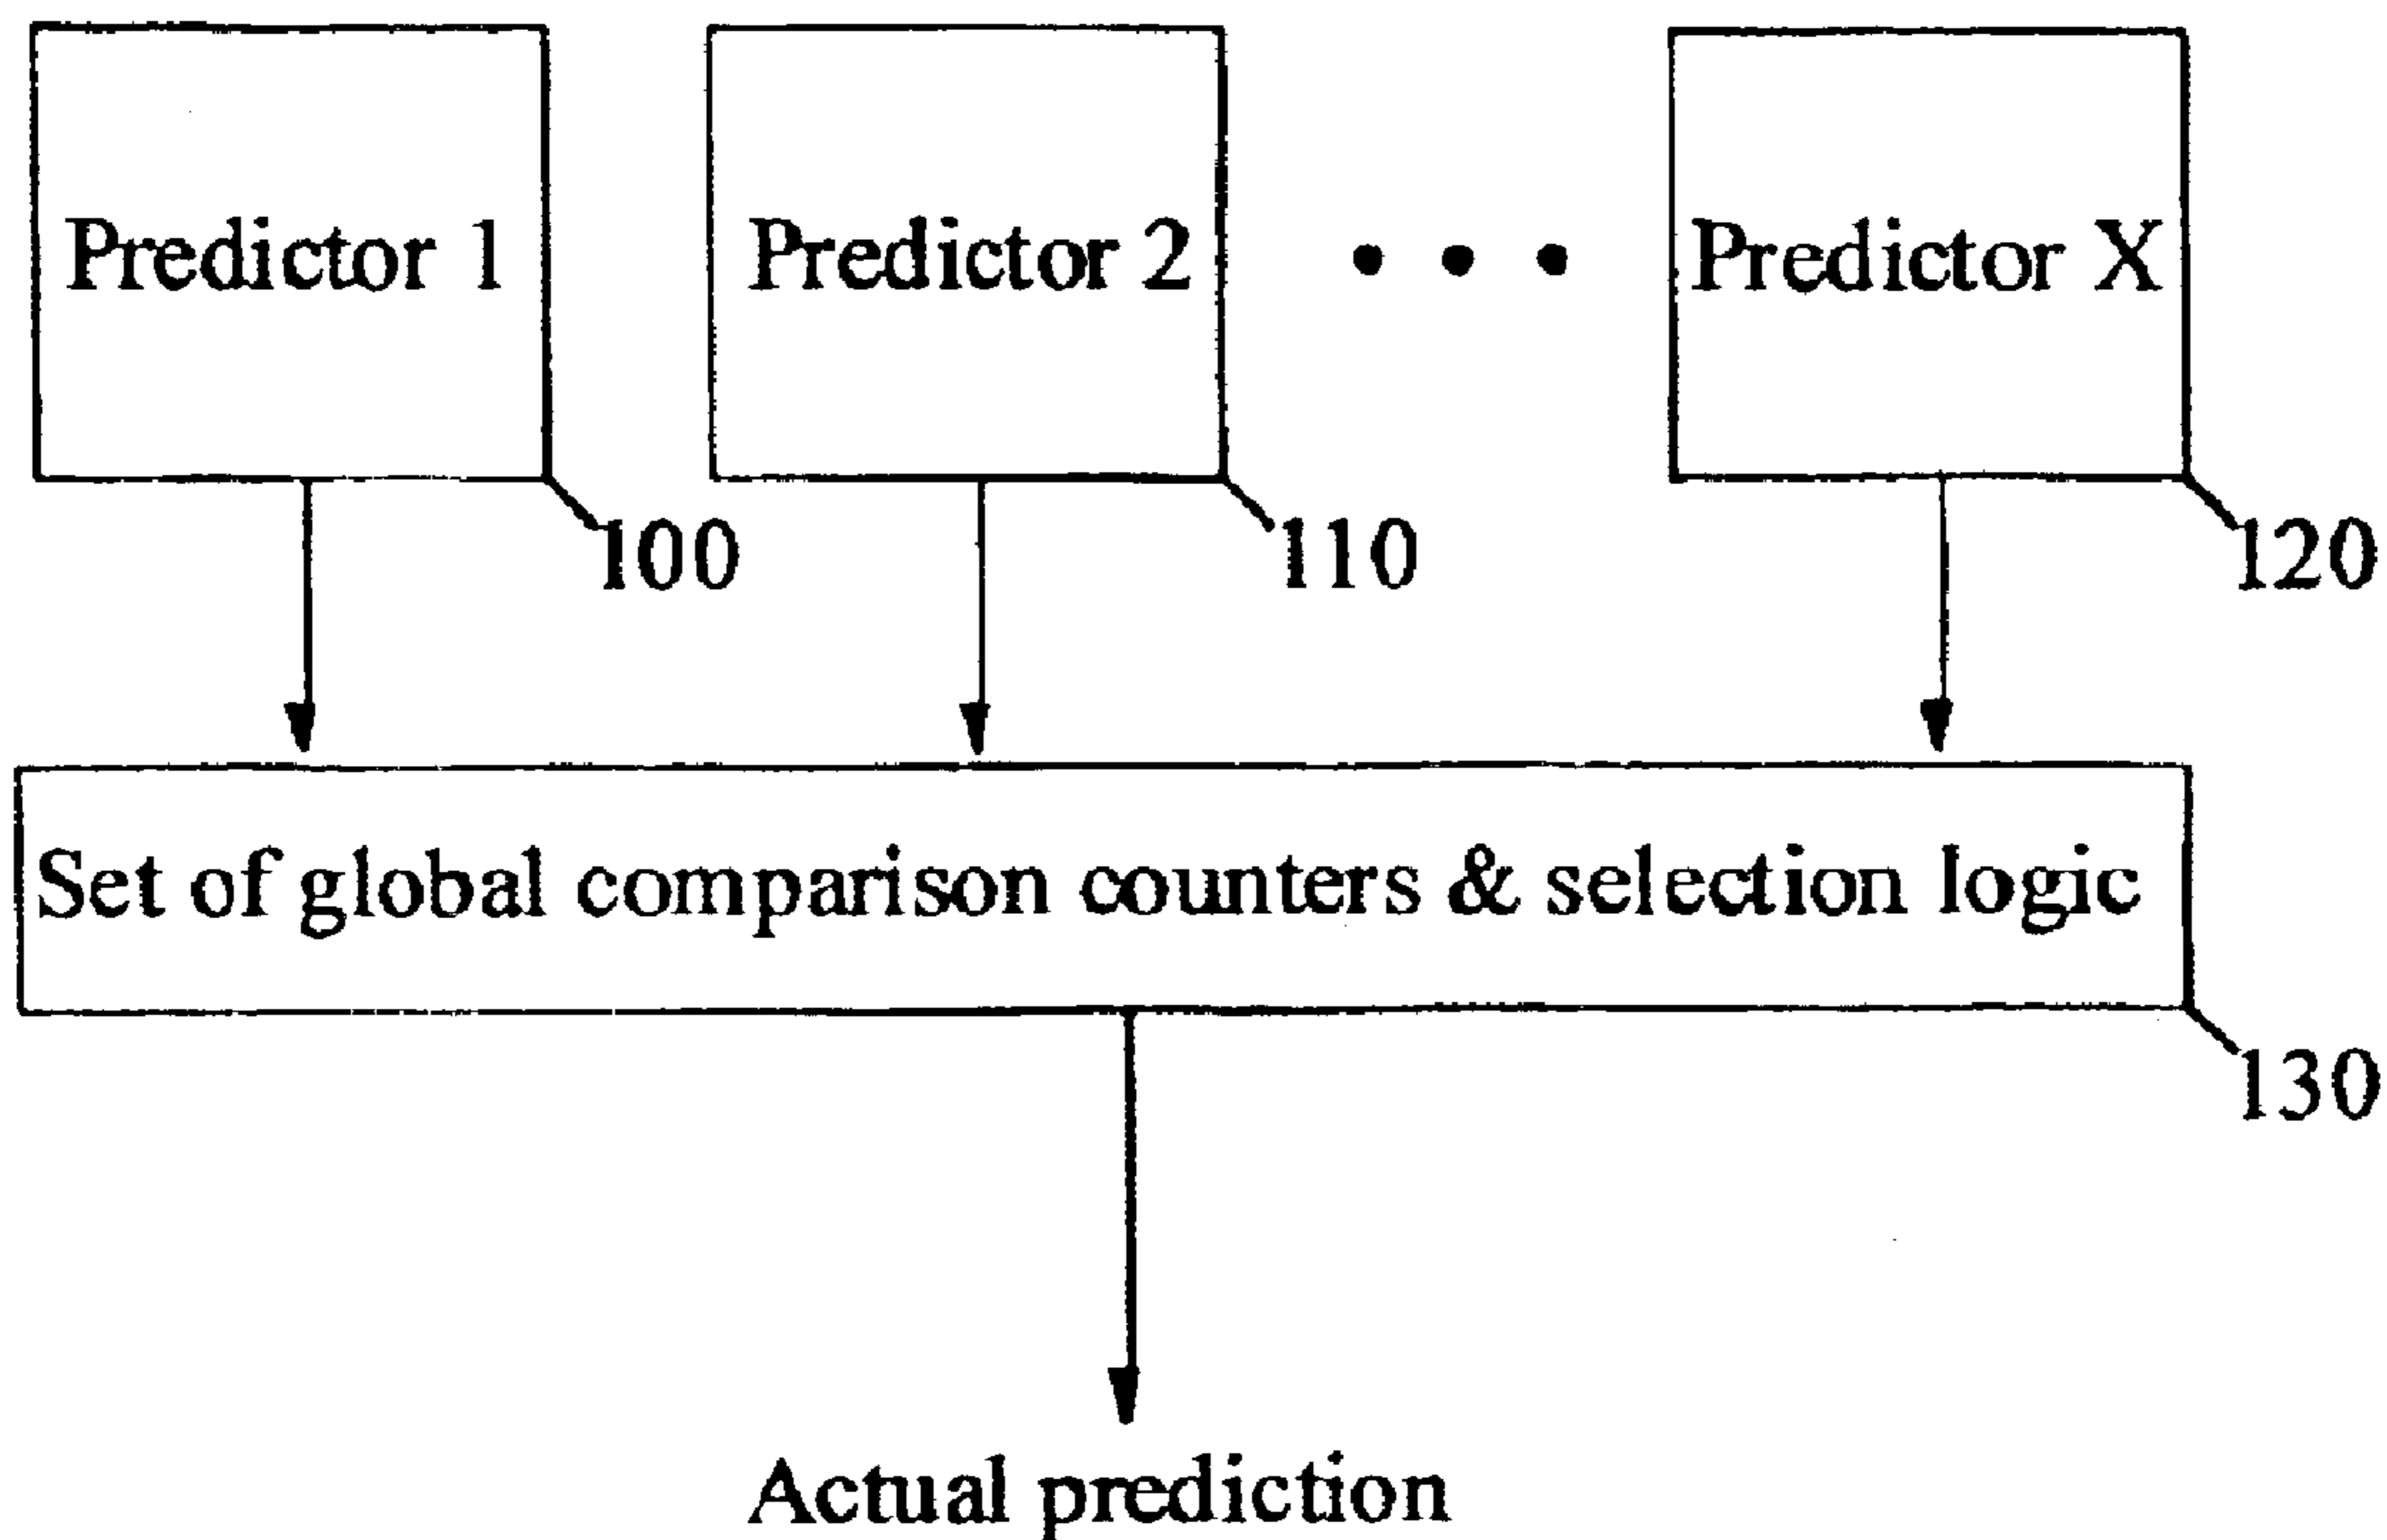 Predictor 1
Predictor 2
• • •
Predictor X
100
110
120
Set of global comparison counters & selection logic
130
Actual prediction